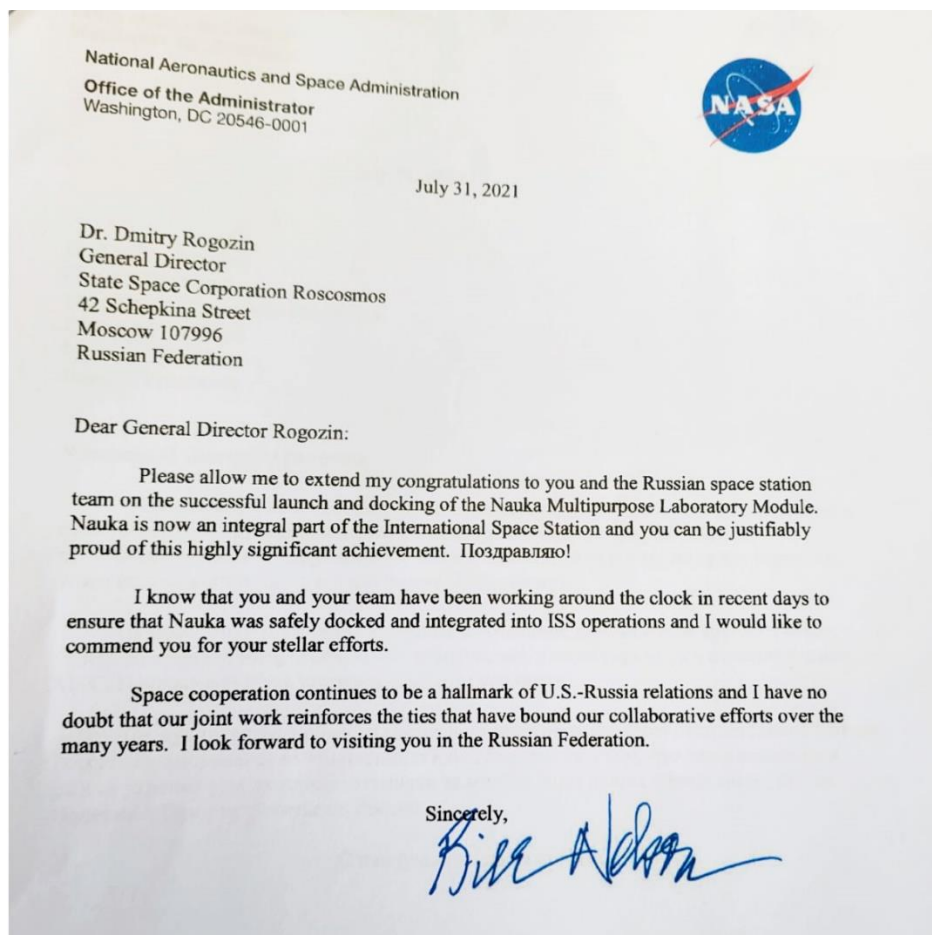 National Aeronautics and Space Administration
Office of the Administrator
Washington, DC 20546-0001
NASA
July 31, 2021
Dr. Dmitry Rogozin
General Director
State Space Corporation Roscosmos
42 Schepkina Street
Moscow 107996
Russian Federation
Dear General Director Rogozin:
Please allow me to extend my congratulations to you and the Russian space station
team on the successful launch and docking of the Nauka Multipurpose Laboratory Module.
Nauka is now an integral part of the International Space Station and you can be justifiably
proud of this highly significant achievement. Поздравляю!
I know that you and your team have been working around the clock in recent days to
ensure that Nauka was safely docked and integrated into ISS operations and I would like to
commend you for your stellar efforts.
Space cooperation continues to be a hallmark of U.S.-Russia relations and I have no
doubt that our joint work reinforces the ties that have bound our collaborative efforts over the
many years. I look forward to visiting you in the Russian Federation.
Sincerely,
Bill Nelson